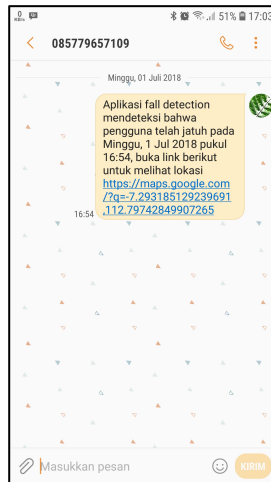 0
KB/s
51%
17:03
085779657109
Minggu, 01 Juli 2018
Aplikasi fall detection
mendeteksi bahwa
pengguna telah jatuh pada
Minggu, 1 Jul 2018 pukul
16:54, buka link berikut
untuk melihat lokasi
https://maps.google.com
/?q=-7.293185129239691
,112.79742849907265
16:54
Masukkan pesan
KIRIM